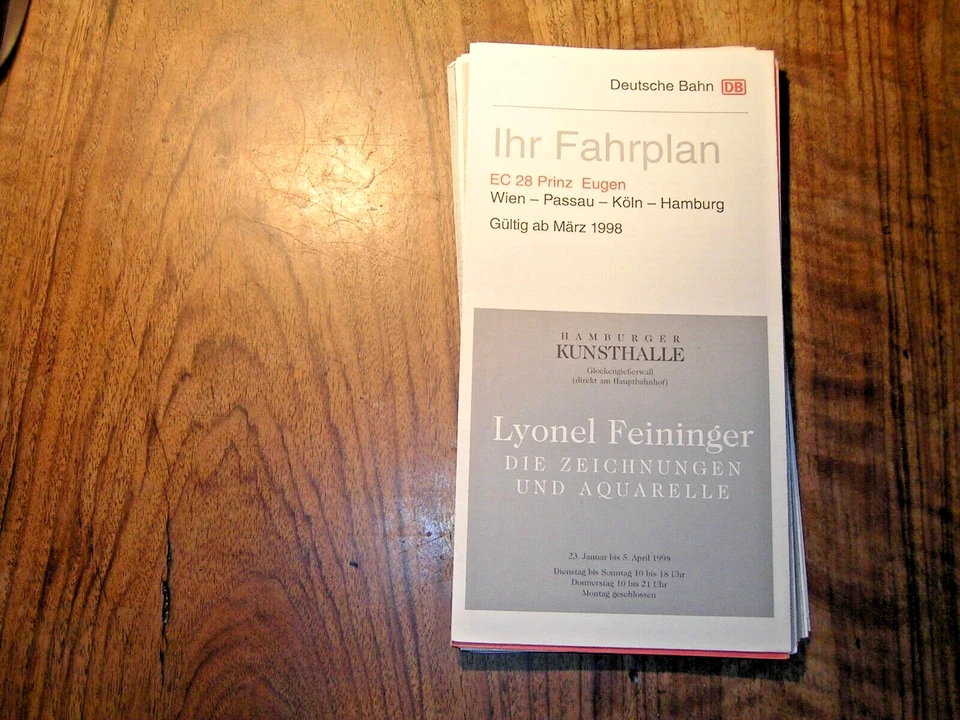 Deutsche Bahn DB
Ihr Fahrplan
EC 28 Prinz Eugen
Wien – Passau – Köln – Hamburg
Gültig ab März 1998
HAMBURGER
KUNSTHALLE
Glockengießerwall
(direkt am Hauptbahnhof)
Lyonel Feininger
DIE ZEICHNUNGEN
UND AQUARELLE
23. Januar bis 5. April 1998
Dienstag bis Sonntag 10 bis 18 Uhr
Donnerstag 10 bis 21 Uhr
Montag geschlossen